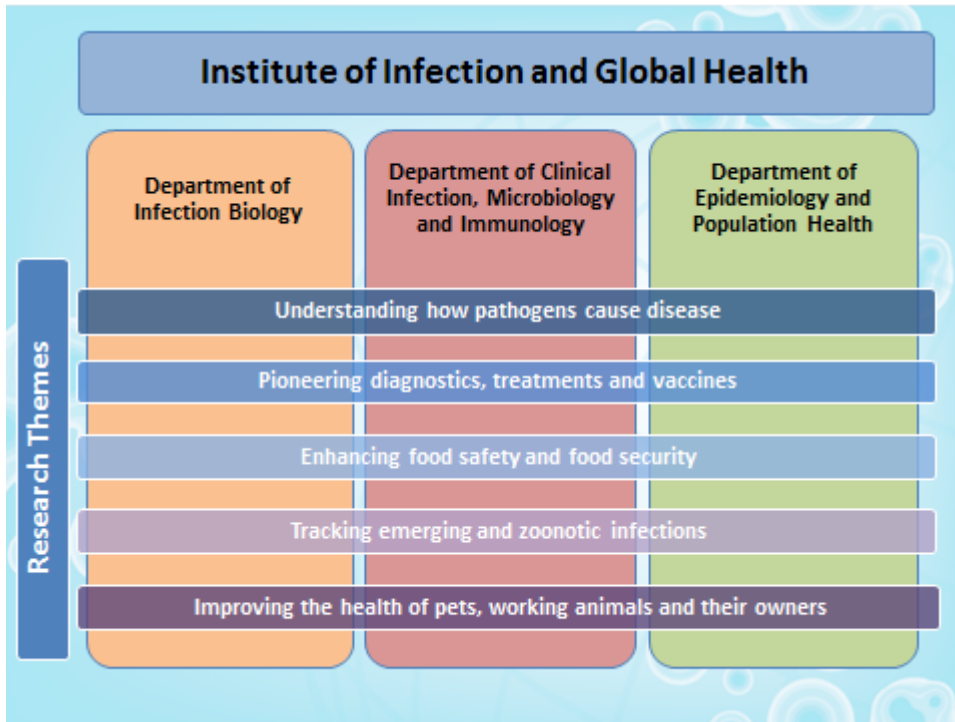 Institute of Infection and Global Health
Department of
Infection Biology
Department of Clinical
Infection, Microbiology
and Immunology
Department of
Epidemiology and
Population Health
Research Themes
Understanding how pathogens cause disease
Pioneering diagnostics, treatments and vaccines
Enhancing food safety and food security
Tracking emerging and zoonotic infections
Improving the health of pets, working animals and their owners